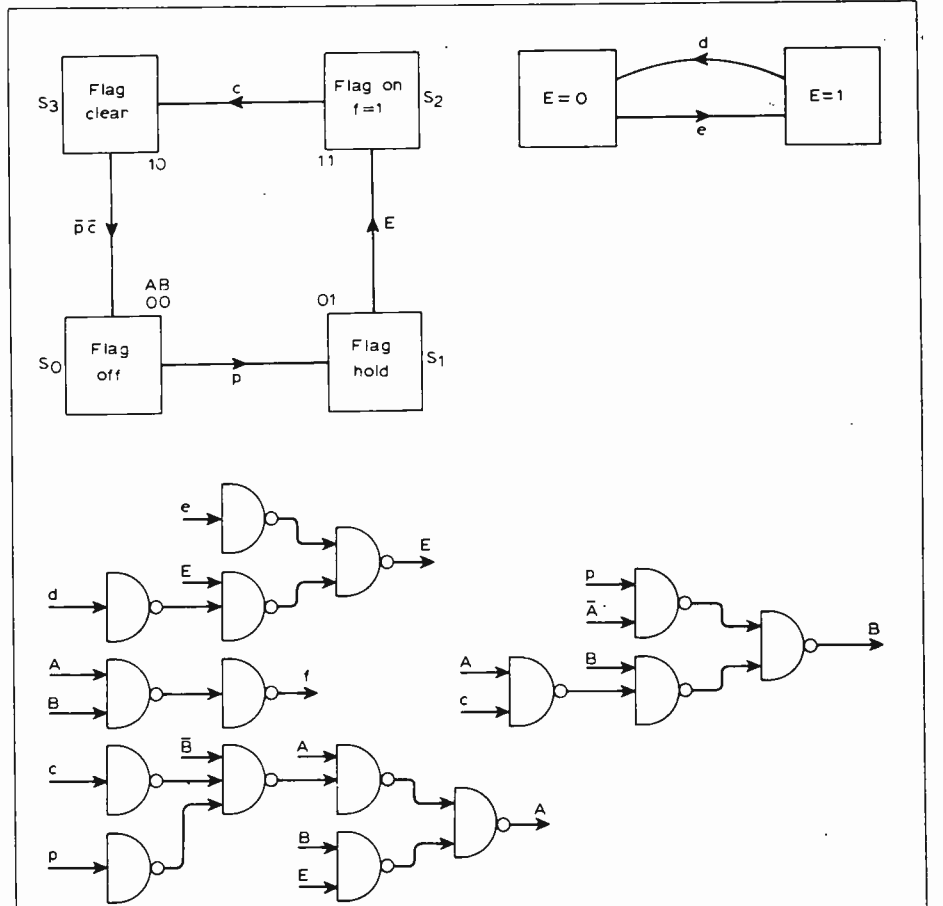 d
S3
Flag
clear
c
Flag on
f=1
S2
E=0
E=1
e
10
11
p̄ c̄
E
AB
00
01
S0
Flag
off
p
Flag
hold
S1
e
E
E
d
p
Ā
B
A
B
f
A
c
B
c
B̄
A
A
p
B
E